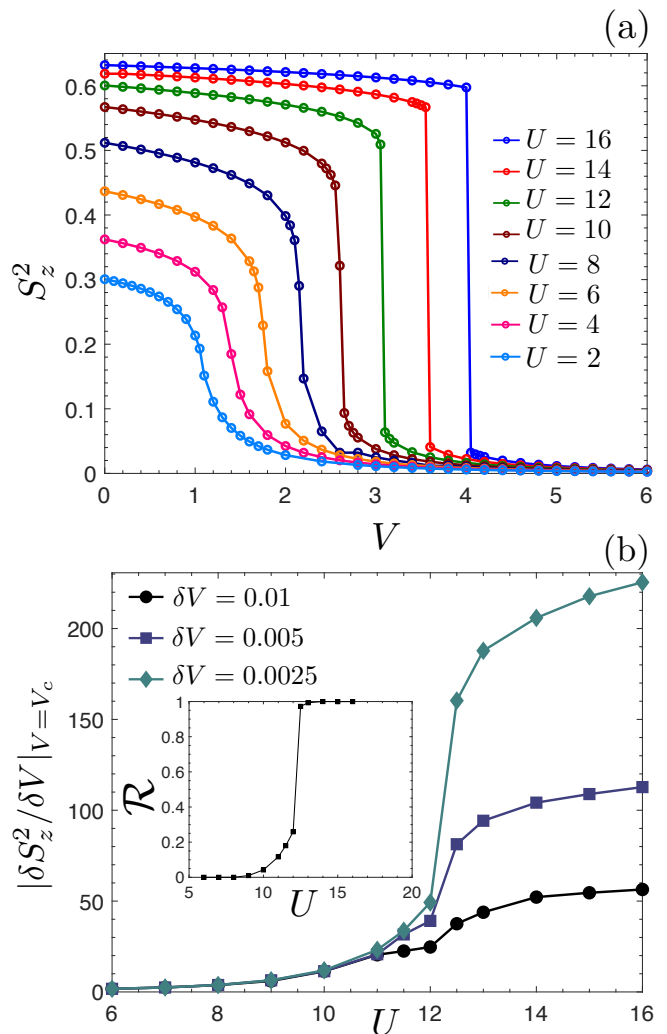 (a)
0.6
0.5
0.4
0.3
0.2
0.1
0
S_z^2
U = 16
U = 14
U = 12
U = 10
U = 8
U = 6
U = 4
U = 2
0 1 2 3 4 5 6
V
(b)
200
150
100
50
0
|δS_z^2/δV|_{V=V_c}
δV = 0.01
δV = 0.005
δV = 0.0025
1
0.8
0.6
0.4
0.2
0
R
5 10 15 20
U
6 8 10 12 14 16
U